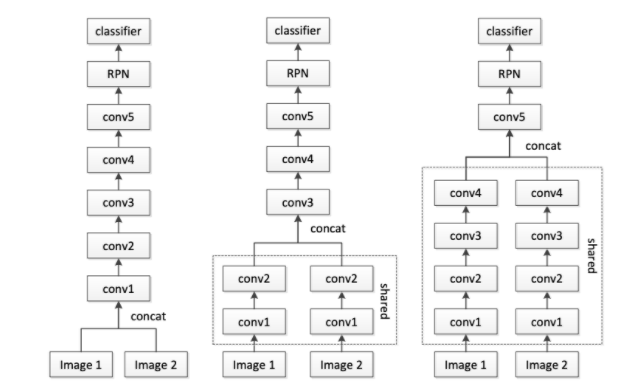 classifier
RPN
conv5
conv4
conv3
conv2
conv1
concat
Image 1
Image 2
classifier
RPN
conv5
conv4
conv3
concat
conv2
conv2
conv1
conv1
shared
Image 1
Image 2
classifier
RPN
conv5
concat
conv4
conv4
conv3
conv3
conv2
conv2
conv1
conv1
shared
Image 1
Image 2